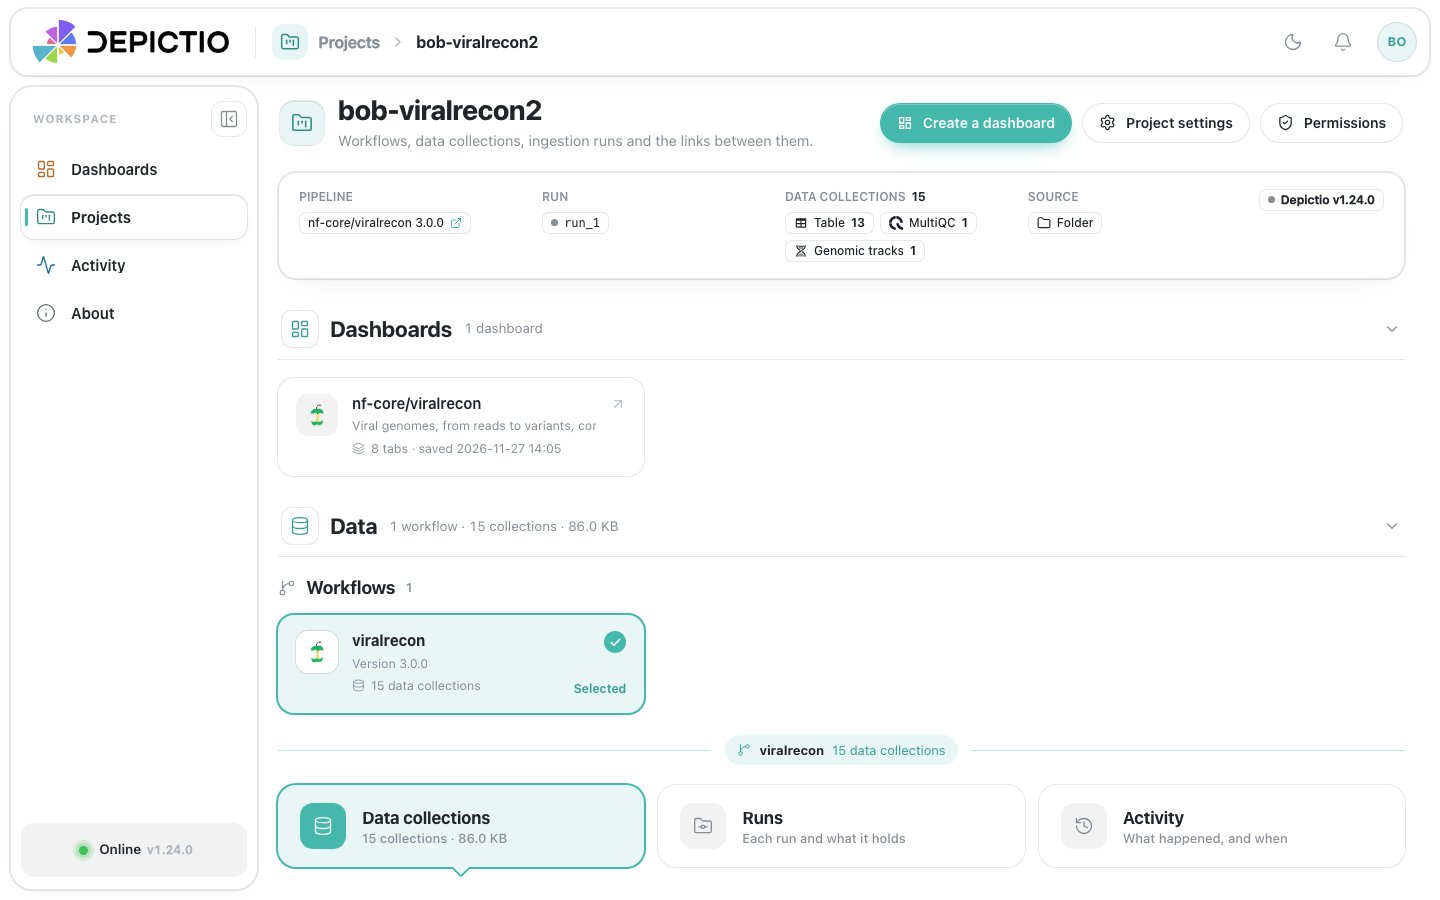 DEPICTIO
Projects > bob-viralrecon2
BO
WORKSPACE
Dashboards
Projects
Activity
About
Online v1.24.0
bob-viralrecon2
Workflows, data collections, ingestion runs and the links between them.
Create a dashboard
Project settings
Permissions
PIPELINE
nf-core/viralrecon 3.0.0
RUN
run_1
DATA COLLECTIONS 15
Table 13
MultiQC 1
Genomic tracks 1
SOURCE
Folder
Depictio v1.24.0
Dashboards 1 dashboard
nf-core/viralrecon
Viral genomes, from reads to variants, cor
8 tabs · saved 2026-11-27 14:05
Data 1 workflow · 15 collections · 86.0 KB
Workflows 1
viralrecon
Version 3.0.0
15 data collections
Selected
viralrecon 15 data collections
Data collections
15 collections · 86.0 KB
Runs
Each run and what it holds
Activity
What happened, and when